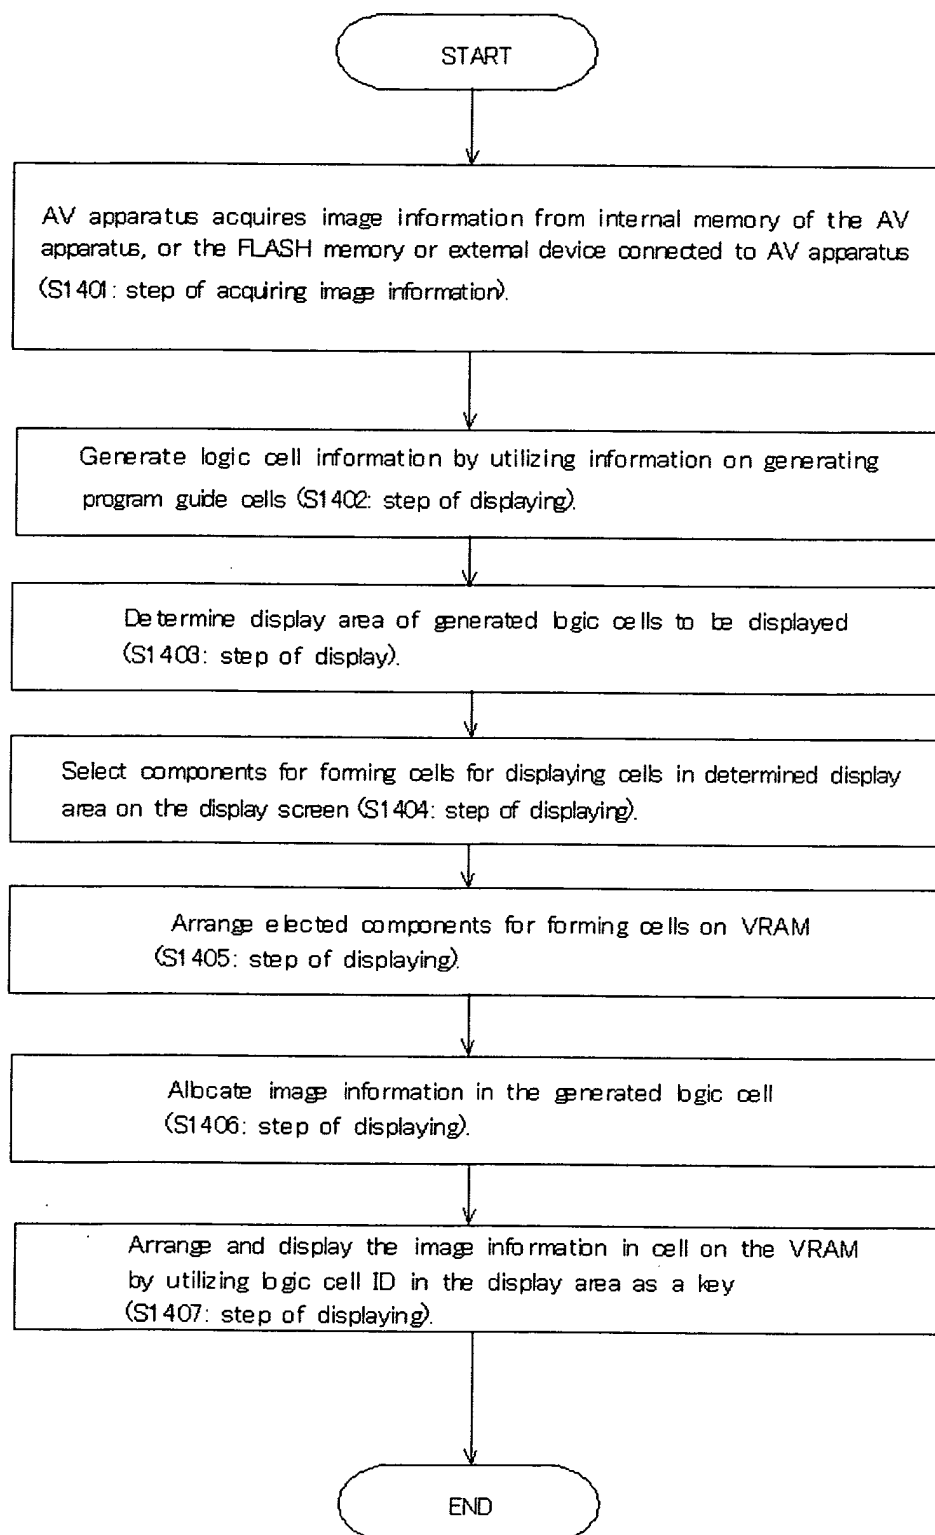 START
AV apparatus acquires image information from internal memory of the AV
apparatus, or the FLASH memory or external device connected to AV apparatus
(S1401: step of acquiring image information).
Generate logic cell information by utilizing information on generating
program guide cells (S1402: step of displaying).
Determine display area of generated logic cells to be displayed
(S1403: step of display).
Select components for forming cells for displaying cells in determined display
area on the display screen (S1404: step of displaying).
Arrange elected components for forming cells on VRAM
(S1405: step of displaying).
Allocate image information in the generated logic cell
(S1406: step of displaying).
Arrange and display the image information in cell on the VRAM
by utilizing logic cell ID in the display area as a key
(S1407: step of displaying).
END